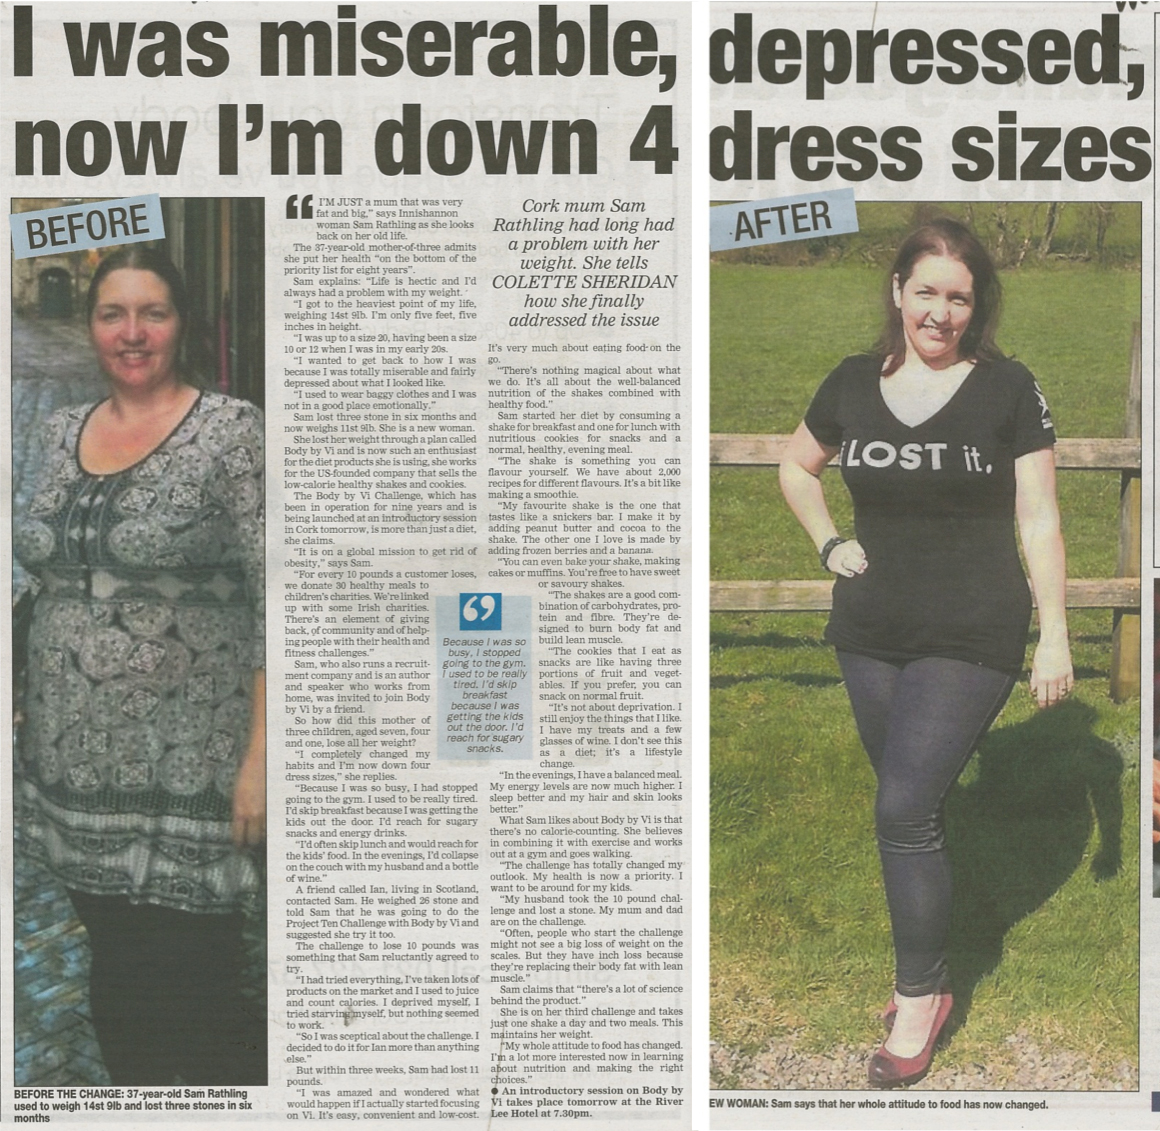 I was miserable, depressed,
now I'm down 4 dress sizes
BEFORE
“I'M JUST a mum that was very
fat and big,” says Innishannon
woman Sam Rathling as she looks
back on her old life.
The 37-year-old mother-of-three admits
she put her health “on the bottom of the
priority list for eight years”.
Sam explains: “Life is hectic and I'd
always had a problem with my weight.
“I got to the heaviest point of my life,
weighing 14st 9lb. I'm only five feet, five
inches in height.
“I was up to a size 20, having been a size
10 or 12 when I was in my early 20s.
“I wanted to get back to how I was
because I was totally miserable and fairly
depressed about what I looked like.
“I used to wear baggy clothes and I was
not in a good place emotionally.”
Sam lost three stone in six months and
now weighs 11st 9lb. She is a new woman.
She lost her weight through a plan called
Body by Vi and is now such an enthusiast
for the diet products she is using, she works
for the US-founded company that sells the
low-calorie healthy shakes and cookies.
The Body by Vi Challenge, which has
been in operation for nine years and is
being launched at an introductory session
in Cork tomorrow, is more than just a diet,
she claims.
“It is on a global mission to get rid of
obesity,” says Sam.
“For every 10 pounds a customer loses,
we donate 30 healthy meals to
children's charities. We're linked
up with some Irish charities.
There's an element of giving
back, of community and of help-
ing people with their health and
fitness challenges.”
Sam, who also runs a recruit-
ment company and is an author
and speaker who works from
home, was invited to join Body
by Vi by a friend.
So how did this mother of
three children, aged seven, four
and one, lose all her weight?
“I completely changed my
habits and I'm now down four
dress sizes,” she replies.
“Because I was so busy, I had stopped
going to the gym. I used to be really tired.
I'd skip breakfast because I was getting the
kids out the door. I'd reach for sugary
snacks and energy drinks.
“I'd often skip lunch and would reach for
the kids' food. In the evenings, I'd collapse
on the couch with my husband and a bottle
of wine.”
A friend called Ian, living in Scotland,
contacted Sam. He weighed 26 stone and
told Sam that he was going to do the
Project Ten Challenge with Body by Vi and
suggested she try it too.
The challenge to lose 10 pounds was
something that Sam reluctantly agreed to
try.
“I had tried everything, I've taken lots of
products on the market and I used to juice
and count calories. I deprived myself, I
tried starving myself, but nothing seemed
to work.
“So I was sceptical about the challenge. I
decided to do it for Ian more than anything
else.”
But within three weeks, Sam had lost 11
pounds.
“I was amazed and wondered what
would happen if I actually started focusing
on Vi. It's easy, convenient and low-cost.
Cork mum Sam
Rathling had long had
a problem with her
weight. She tells
COLETTE SHERIDAN
how she finally
addressed the issue
It's very much about eating food on the
go.
“There's nothing magical about what
we do. It's all about the well-balanced
nutrition of the shakes combined with
healthy food.”
Sam started her diet by consuming a
shake for breakfast and one for lunch with
nutritious cookies for snacks and a
normal, healthy, evening meal.
“The shake is something you can
flavour yourself. We have about 2,000
recipes for different flavours. It's a bit like
making a smoothie.
“My favourite shake is the one that
tastes like a snickers bar. I make it by
adding peanut butter and cocoa to the
shake. The other one I love is made by
adding frozen berries and a banana.
“You can even bake your shake, making
cakes or muffins. You're free to have sweet
or savoury shakes.
“The shakes are a good com-
bination of carbohydrates, pro-
tein and fibre. They're de-
signed to burn body fat and
build lean muscle.
“The cookies that I eat as
snacks are like having three
portions of fruit and veget-
ables. If you prefer, you can
snack on normal fruit.
“It's not about deprivation. I
still enjoy the things that I like.
I have my treats and a few
glasses of wine. I don't see this
as a diet; it's a lifestyle
change.
“In the evenings, I have a balanced meal.
My energy levels are now much higher. I
sleep better and my hair and skin looks
better.”
What Sam likes about Body by Vi is that
there's no calorie-counting. She believes
in combining it with exercise and works
out at a gym and goes walking.
“The challenge has totally changed my
outlook. My health is now a priority. I
want to be around for my kids.
“My husband took the 10 pound chal-
lenge and lost a stone. My mum and dad
are on the challenge.
“Often, people who start the challenge
might not see a big loss of weight on the
scales. But they have inch loss because
they're replacing their body fat with lean
muscle.”
Sam claims that “there's a lot of science
behind the product.”
She is on her third challenge and takes
just one shake a day and two meals. This
maintains her weight.
“My whole attitude to food has changed.
I'm a lot more interested now in learning
about nutrition and making the right
choices.”
● An introductory session on Body by
Vi takes place tomorrow at the River
Lee Hotel at 7.30pm.
”
Because I was so
busy, I stopped
going to the gym.
I used to be really
tired. I'd skip
breakfast
because I was
getting the kids
out the door. I'd
reach for sugary
snacks.
BEFORE THE CHANGE: 37-year-old Sam Rathling
used to weigh 14st 9lb and lost three stones in six
months
AFTER
i LOST it.
EW WOMAN: Sam says that her whole attitude to food has now changed.